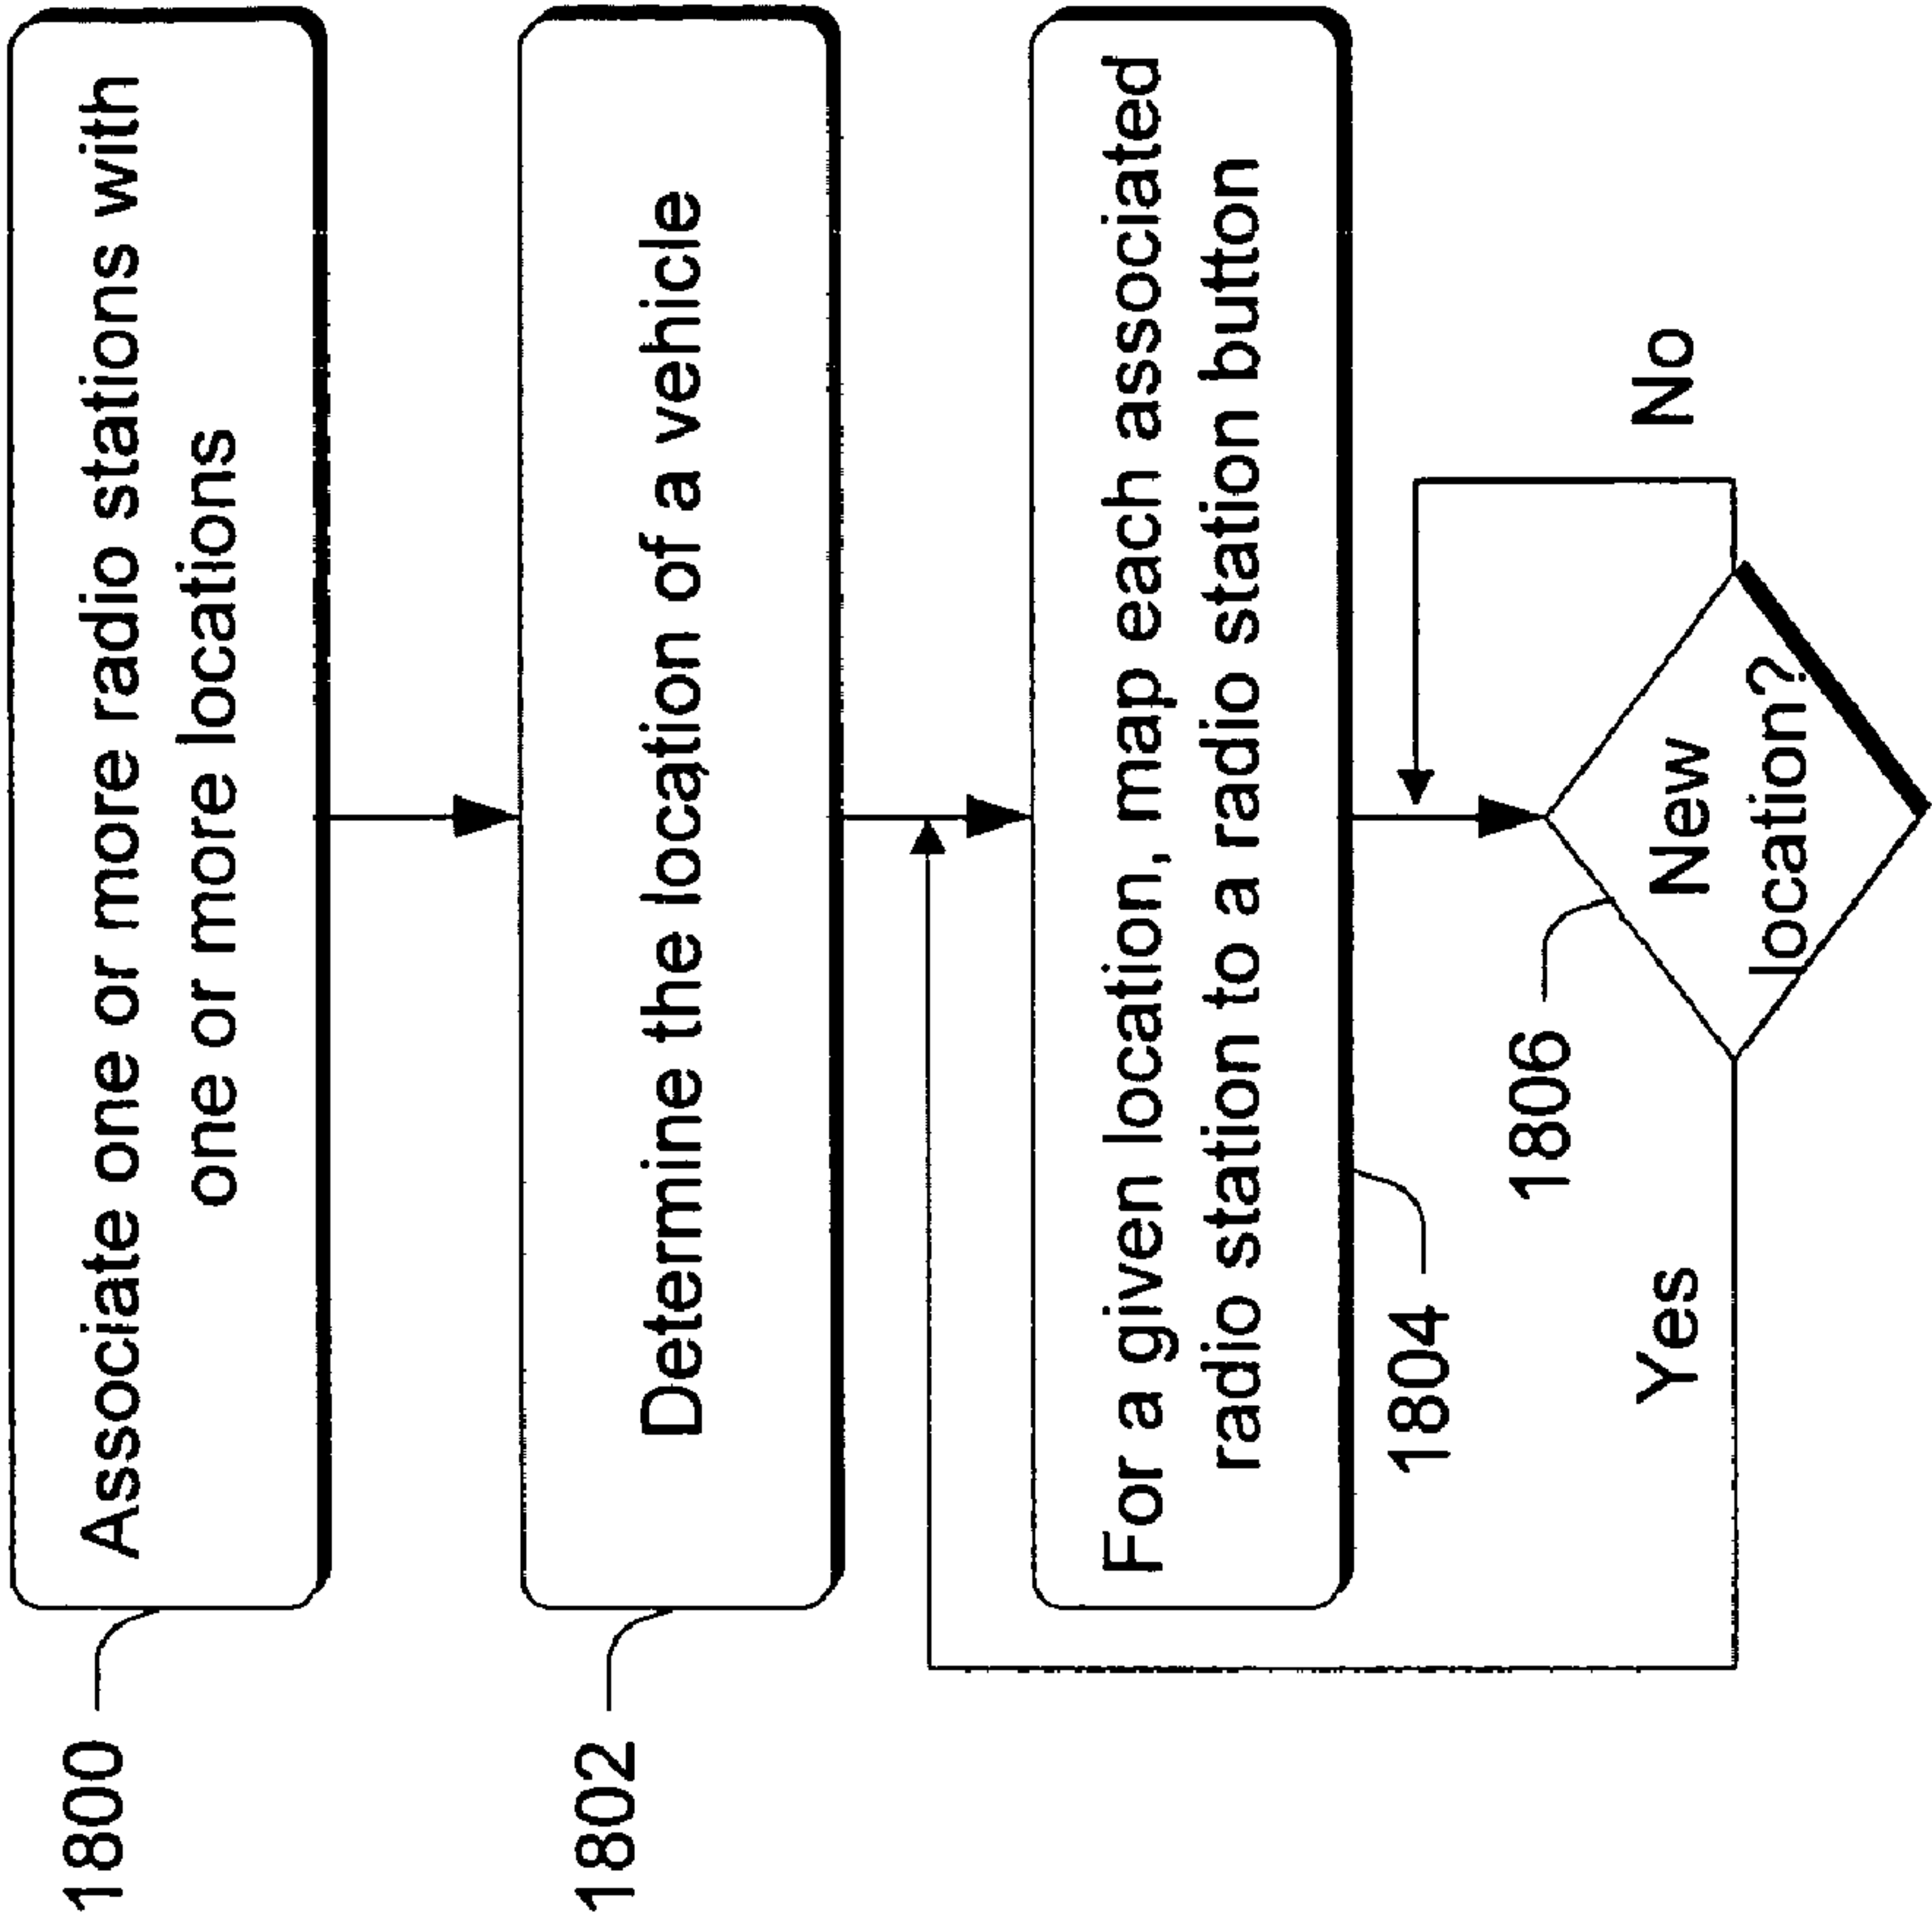 1800
Associate one or more radio stations with
one or more locations
1802
Determine the location of a vehicle
For a given location, map each associated
radio station to a radio station button
1804
1806
New
location?
Yes
No